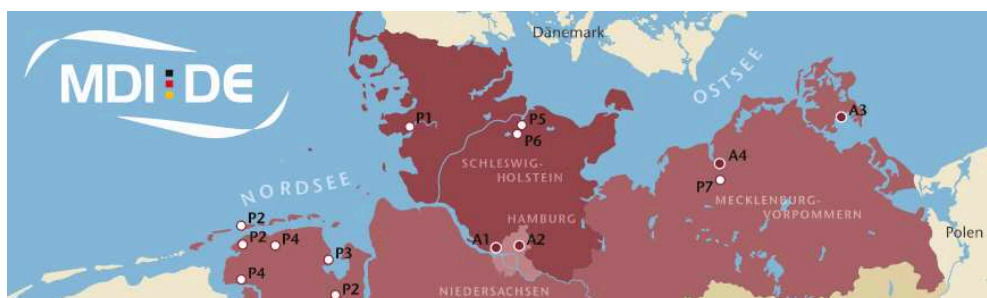 Dänemark
MDI:DE
OSTSEE
P1
P5
P6
A3
SCHLESWIG-
HOLSTEIN
A4
P7
MECKLENBURG-
VORPOMMERN
NORDSEE
P2
P2
P4
HAMBURG
A1
A2
P3
Polen
P4
P2
NIEDERSACHSEN